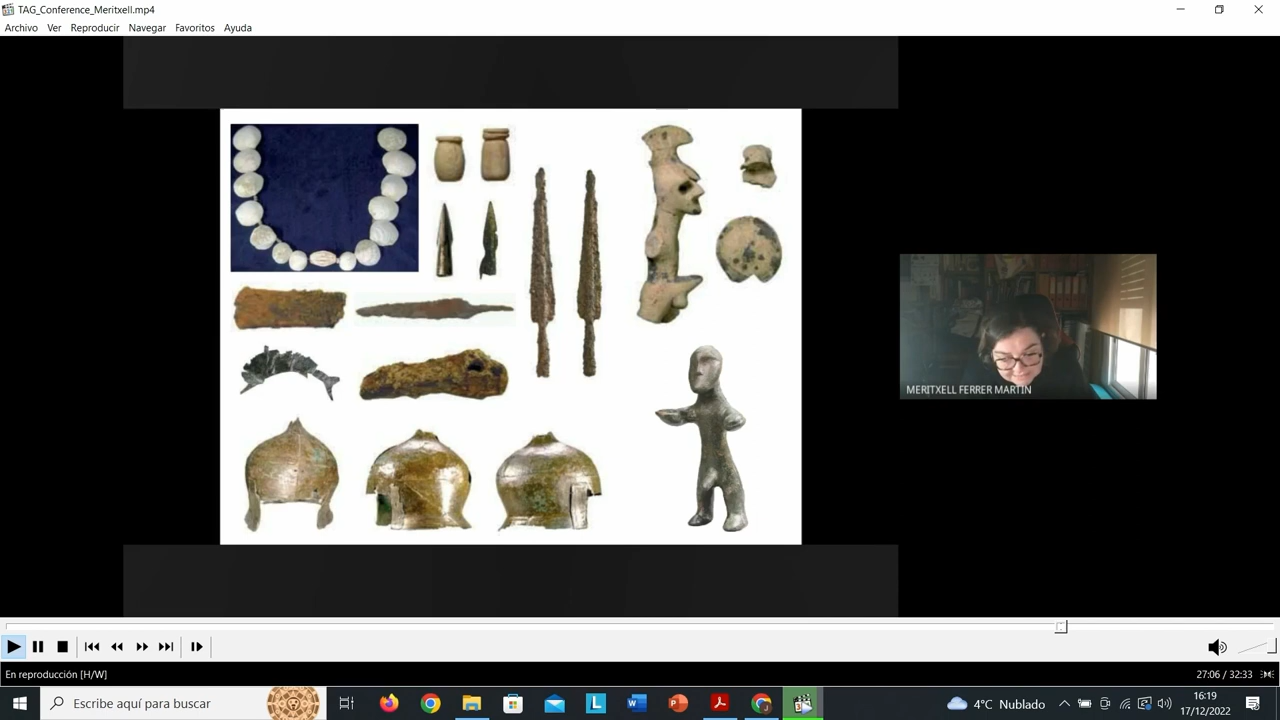 TAG_Conference_Meritxell.mp4
Archivo Ver Reproducir Navegar Favoritos Ayuda
MERITXELL FERRER MARTIN
En reproducción [H/W]
27:06 / 32:33
Escribe aquí para buscar
4°C Nublado
16:19
17/12/2022